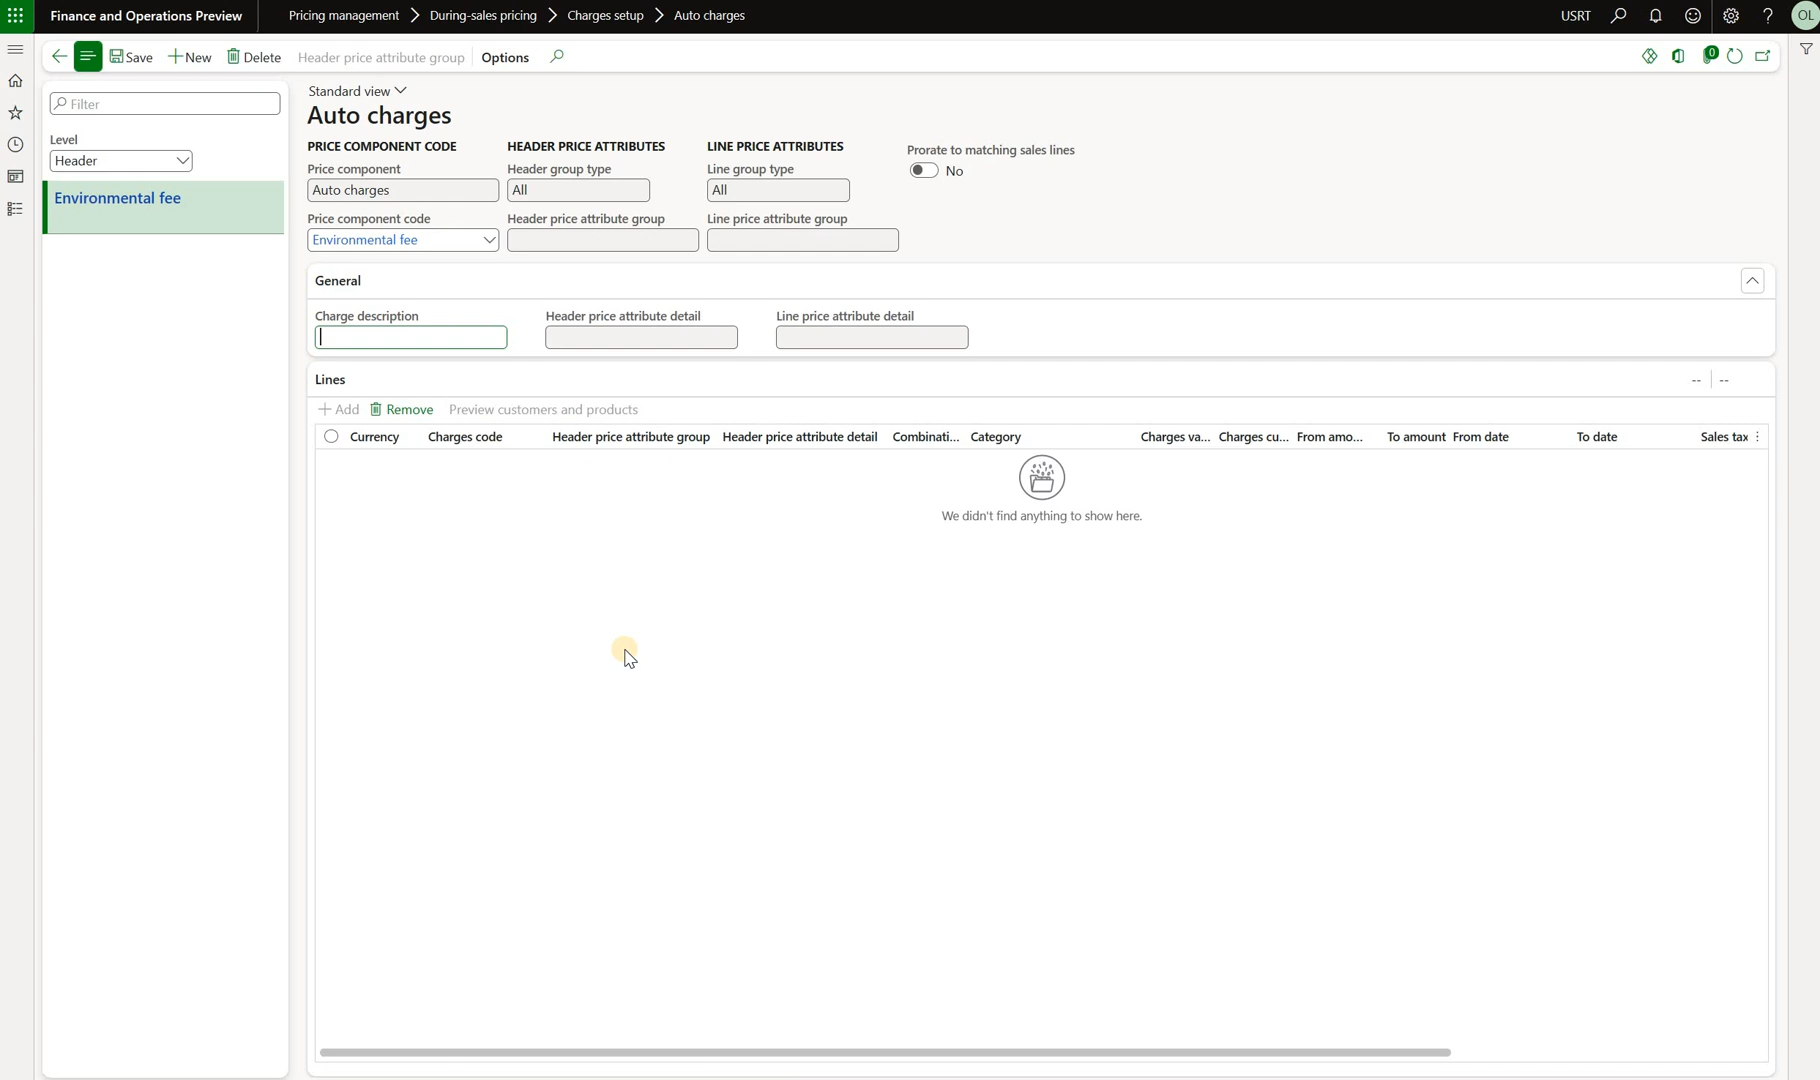 Finance and Operations Preview
Pricing management > During-sales pricing > Charges setup > Auto charges
USRT
OL
Save
New
Delete
Header price attribute group
Options
0
Filter
Level
Header
Environmental fee
Standard view
Auto charges
PRICE COMPONENT CODE
Price component
Auto charges
Price component code
Environmental fee
HEADER PRICE ATTRIBUTES
Header group type
All
Header price attribute group
LINE PRICE ATTRIBUTES
Line group type
All
Line price attribute group
Prorate to matching sales lines
No
General
Charge description
Header price attribute detail
Line price attribute detail
Lines
-- --
Add
Remove
Preview customers and products
Currency Charges code Header price attribute group Header price attribute detail Combinati... Category Charges va... Charges cu... From amo... To amount From date To date Sales tax
We didn't find anything to show here.